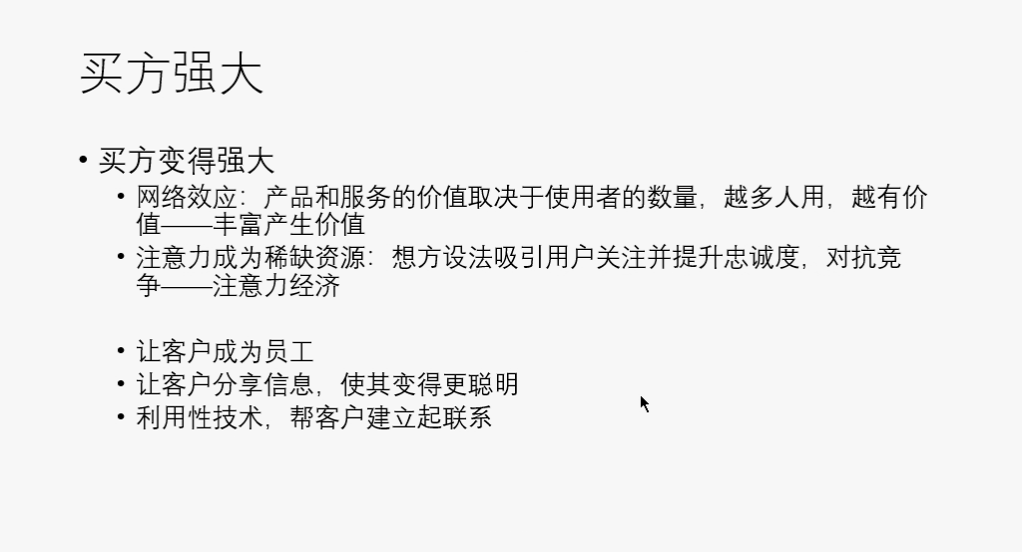 买方强大
• 买方变得强大
• 网络效应：产品和服务的价值取决于使用者的数量，越多人用，越有价
值——丰富产生价值
• 注意力成为稀缺资源：想方设法吸引用户关注并提升忠诚度，对抗竞
争——注意力经济
• 让客户成为员工
• 让客户分享信息，使其变得更聪明
• 利用性技术，帮客户建立起联系